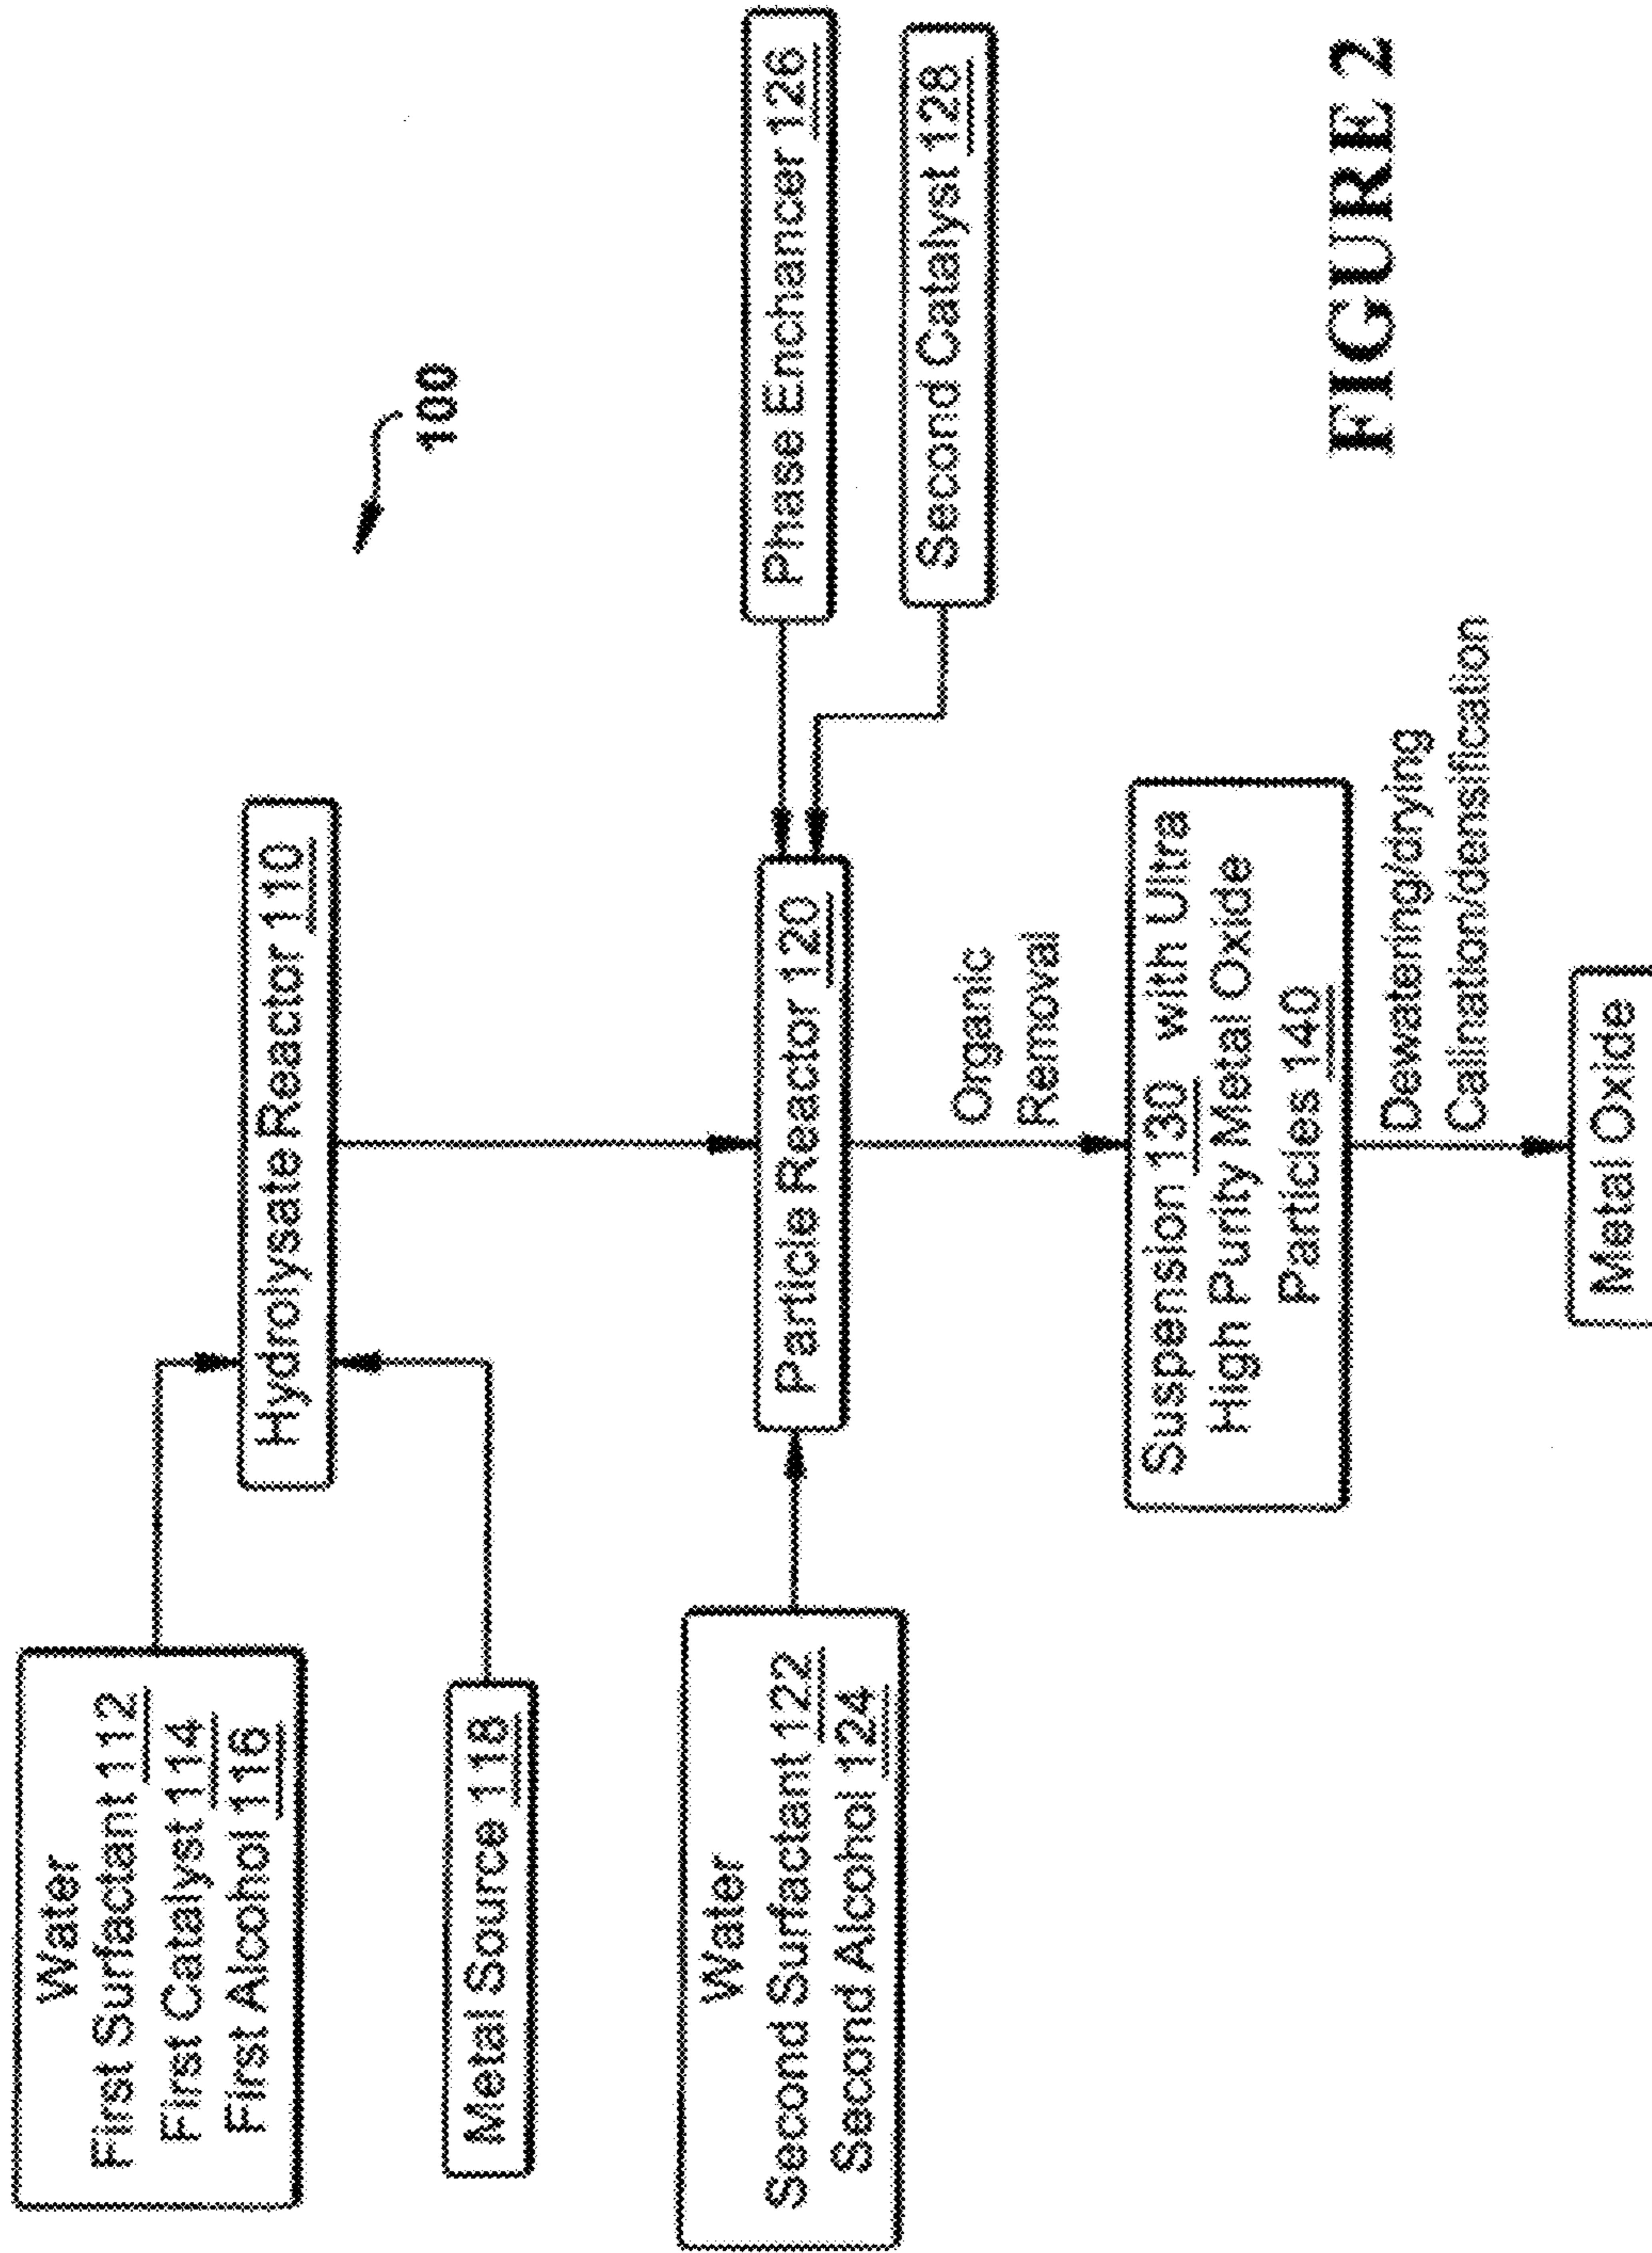 100
Water
First Surfactant 112
First Catalyst 114
First Alcohol 116
Hydrolysate Reactor 110
Metal Source 118
Water
Second Surfactant 122
Second Alcohol 124
Particle Reactor 120
Phase Enchancer 126
Second Catalyst 128
Organic
Removal
Suspension 130 with Ultra
High Purity Metal Oxide
Particles 140
Dewatering/drying
Calination/densification
Metal Oxide
FIGURE 2